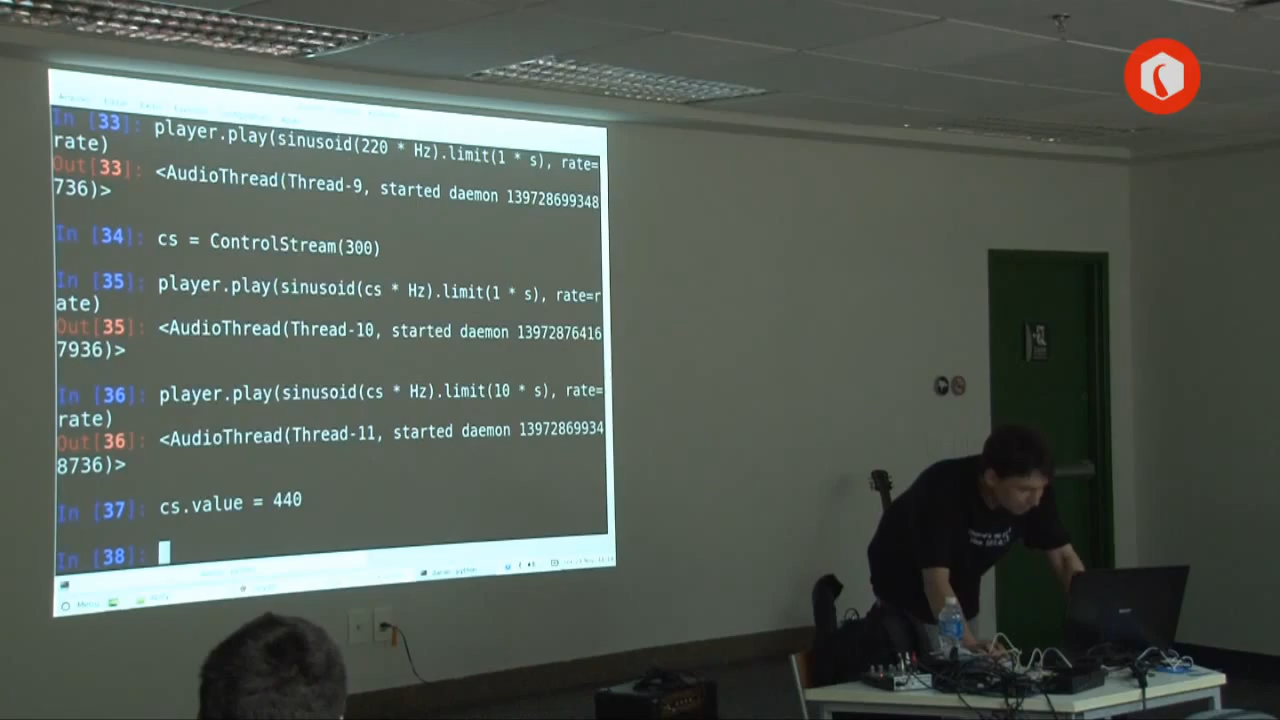 In [33]: player.play(sinusoid(220 * Hz).limit(1 * s), rate=
rate)
Out[33]: <AudioThread(Thread-9, started daemon 139728699348
736)>
In [34]: cs = ControlStream(300)
In [35]: player.play(sinusoid(cs * Hz).limit(1 * s), rate=r
ate)
Out[35]: <AudioThread(Thread-10, started daemon 13972876416
7936)>
In [36]: player.play(sinusoid(cs * Hz).limit(10 * s), rate=
rate)
Out[36]: <AudioThread(Thread-11, started daemon 13972869934
8736)>
In [37]: cs.value = 440
In [38]:
Menu